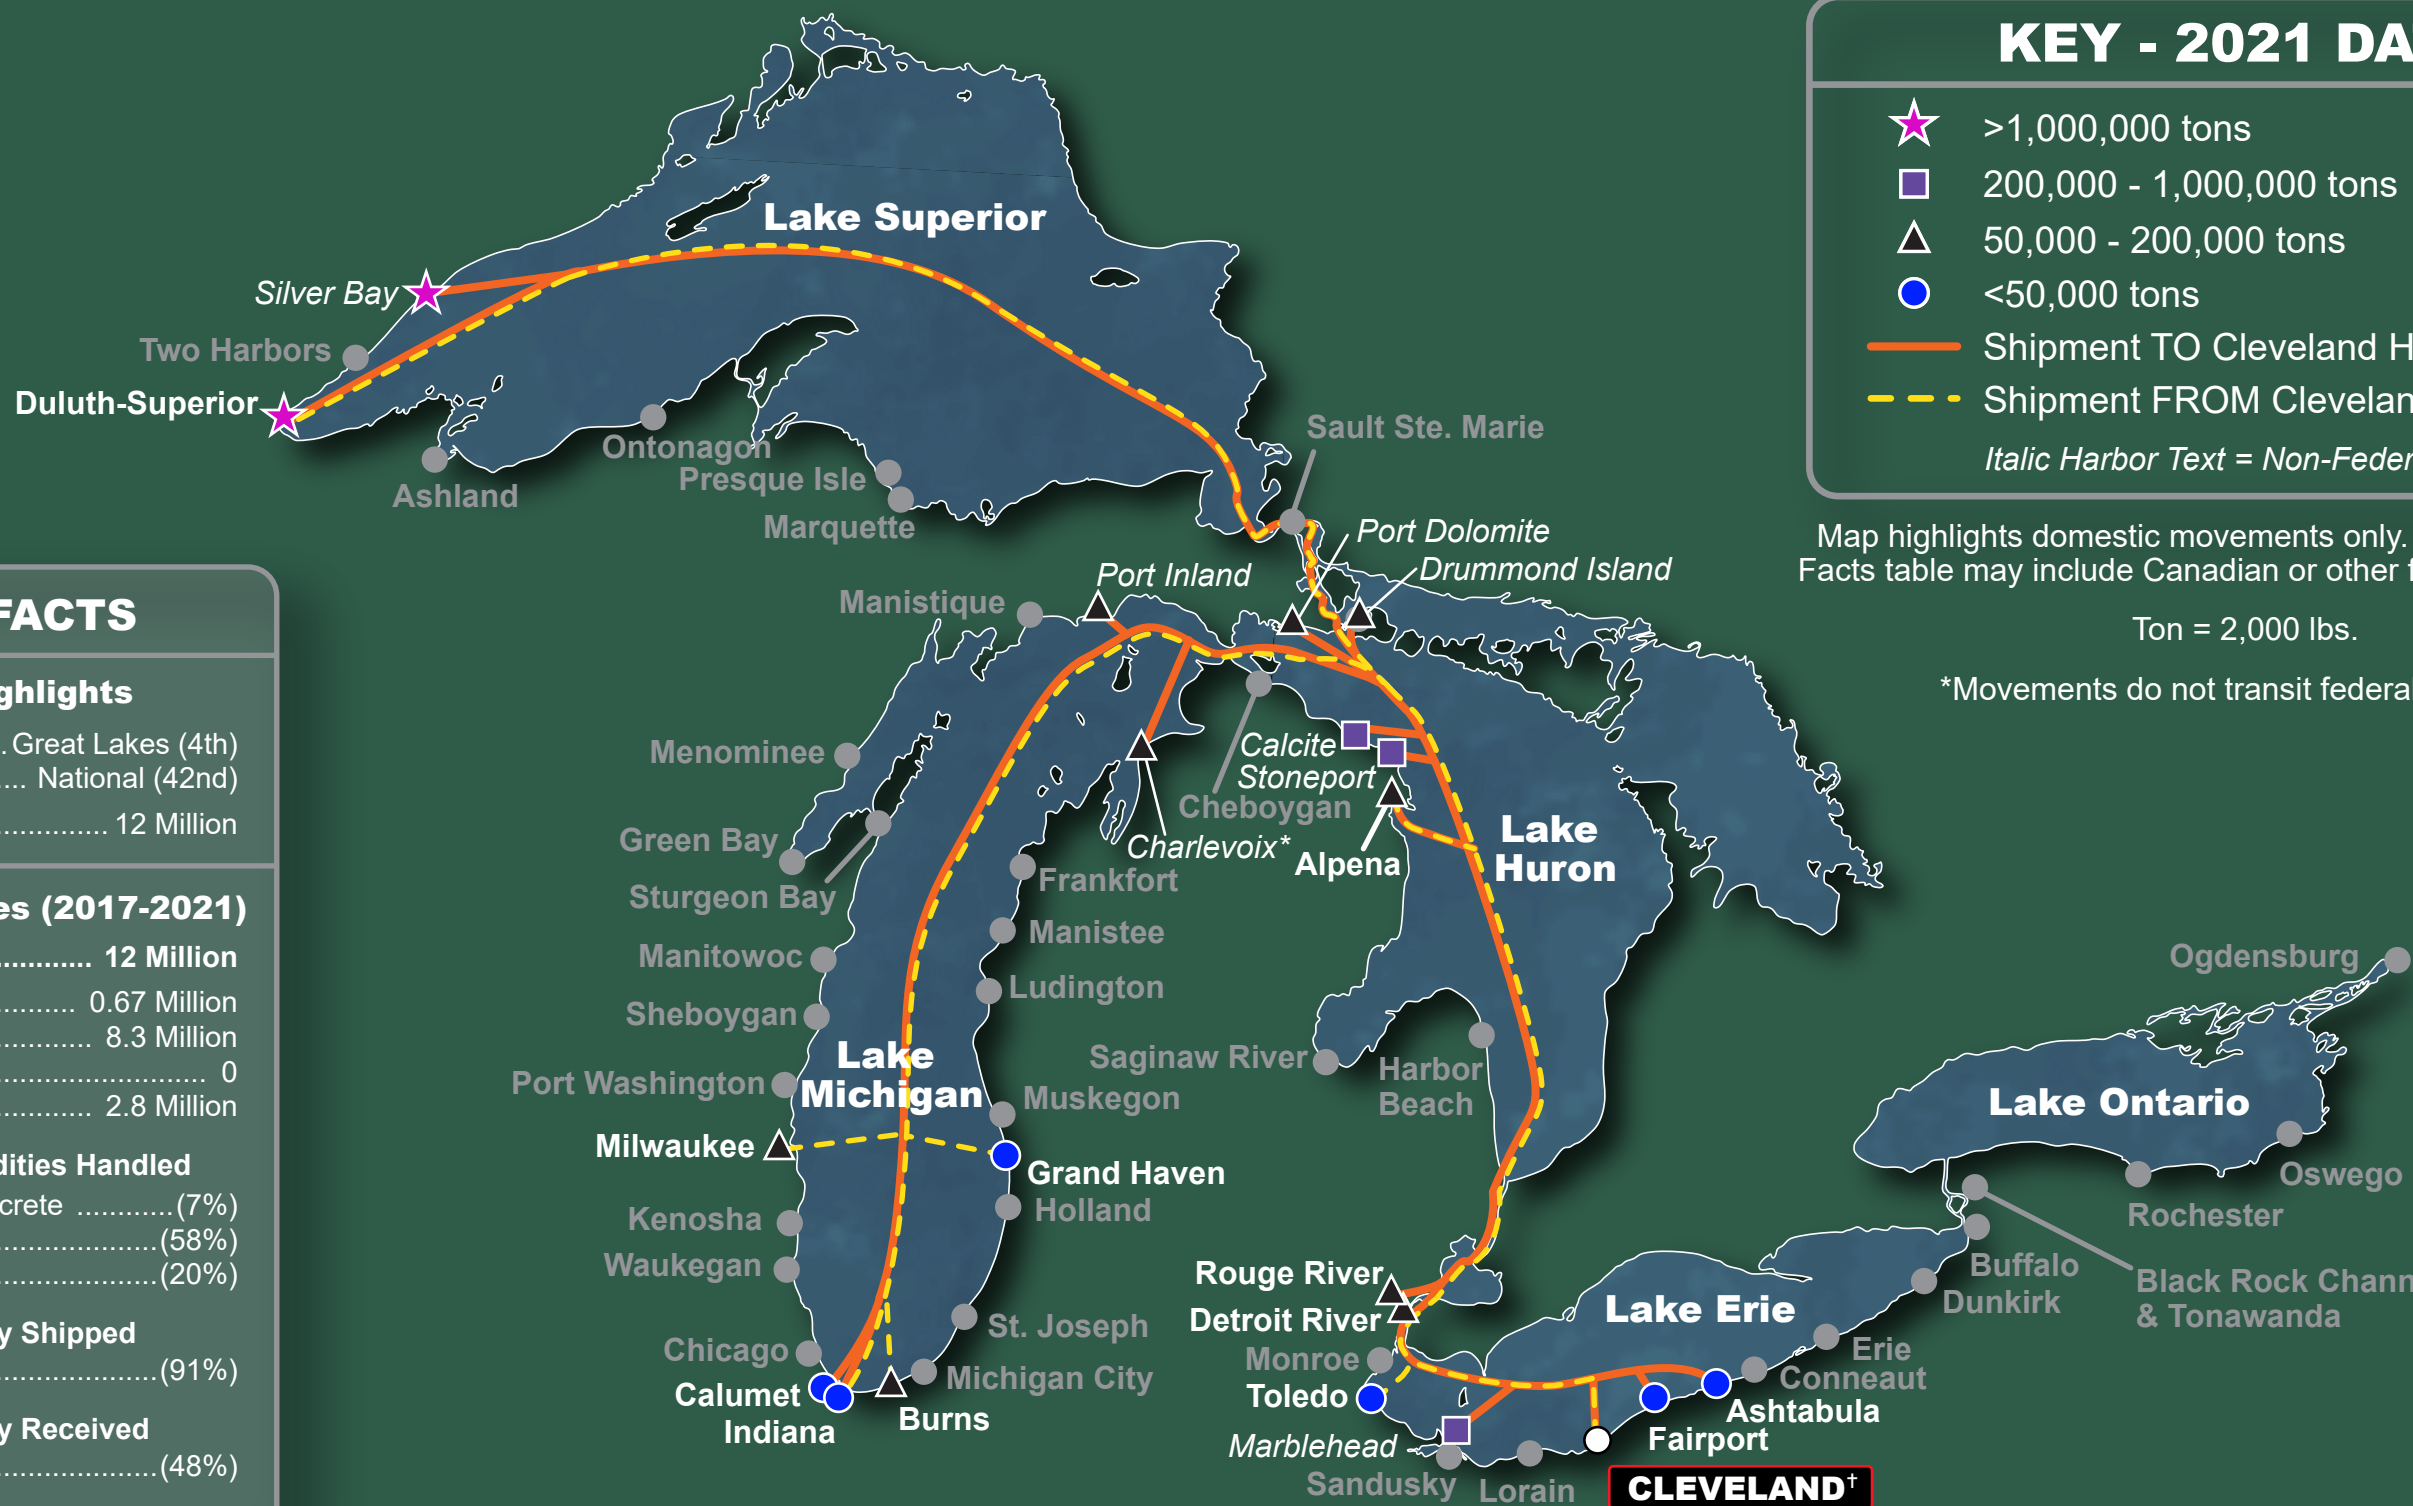 KEY - 2021 DA
>1,000,000 tons
200,000 - 1,000,000 tons
50,000 - 200,000 tons
<50,000 tons
Shipment TO Cleveland H
Shipment FROM Clevelan
Italic Harbor Text = Non-Feder
Map highlights domestic movements only.
Facts table may include Canadian or other f
Ton = 2,000 lbs.
*Movements do not transit federa
Lake Superior
Silver Bay
Two Harbors
Duluth-Superior
Ashland
Ontonagon
Presque Isle
Marquette
Sault Ste. Marie
Port Dolomite
Drummond Island
Port Inland
Manistique
FACTS
ghlights
. Great Lakes (4th)
.... National (42nd)
.............. 12 Million
es (2017-2021)
............ 12 Million
.......... 0.67 Million
............ 8.3 Million
.......................... 0
............ 2.8 Million
dities Handled
crete ...........(7%)
......................(58%)
......................(20%)
y Shipped
......................(91%)
y Received
......................(48%)
Menominee
Green Bay
Sturgeon Bay
Manitowoc
Sheboygan
Port Washington
Milwaukee
Kenosha
Waukegan
Chicago
Calumet
Indiana
Burns
Michigan City
St. Joseph
Holland
Grand Haven
Muskegon
Ludington
Manistee
Frankfort
Charlevoix*
Lake
Michigan
Calcite
Stoneport
Cheboygan
Alpena
Lake
Huron
Saginaw River
Harbor
Beach
Rouge River
Detroit River
Monroe
Toledo
Marblehead
Sandusky
Lorain
CLEVELAND†
Fairport
Ashtabula
Conneaut
Erie
Lake Erie
Dunkirk
Buffalo
Black Rock Chann
& Tonawanda
Lake Ontario
Rochester
Oswego
Ogdensburg